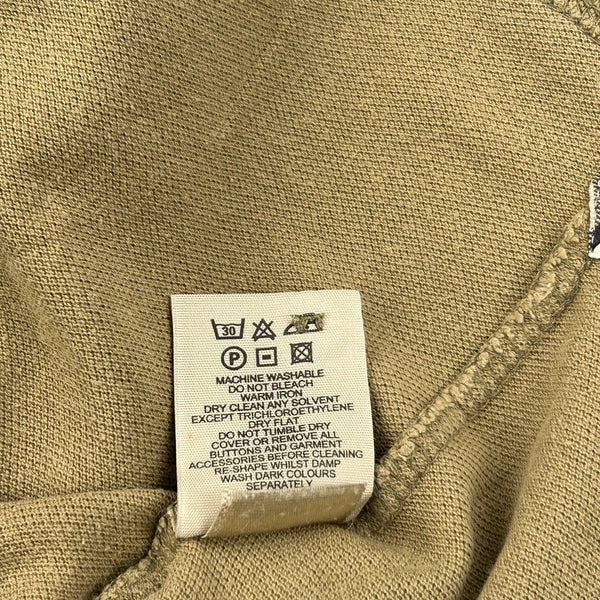 30
P
MACHINE WASHABLE
DO NOT BLEACH
WARM IRON
DRY CLEAN ANY SOLVENT
EXCEPT TRICHLOROETHYLENE
DRY FLAT
DO NOT TUMBLE DRY
COVER OR REMOVE ALL
BUTTONS AND GARMENT
ACCESSORIES BEFORE CLEANING
RE-SHAPE WHILST DAMP
WASH DARK COLOURS
SEPARATELY